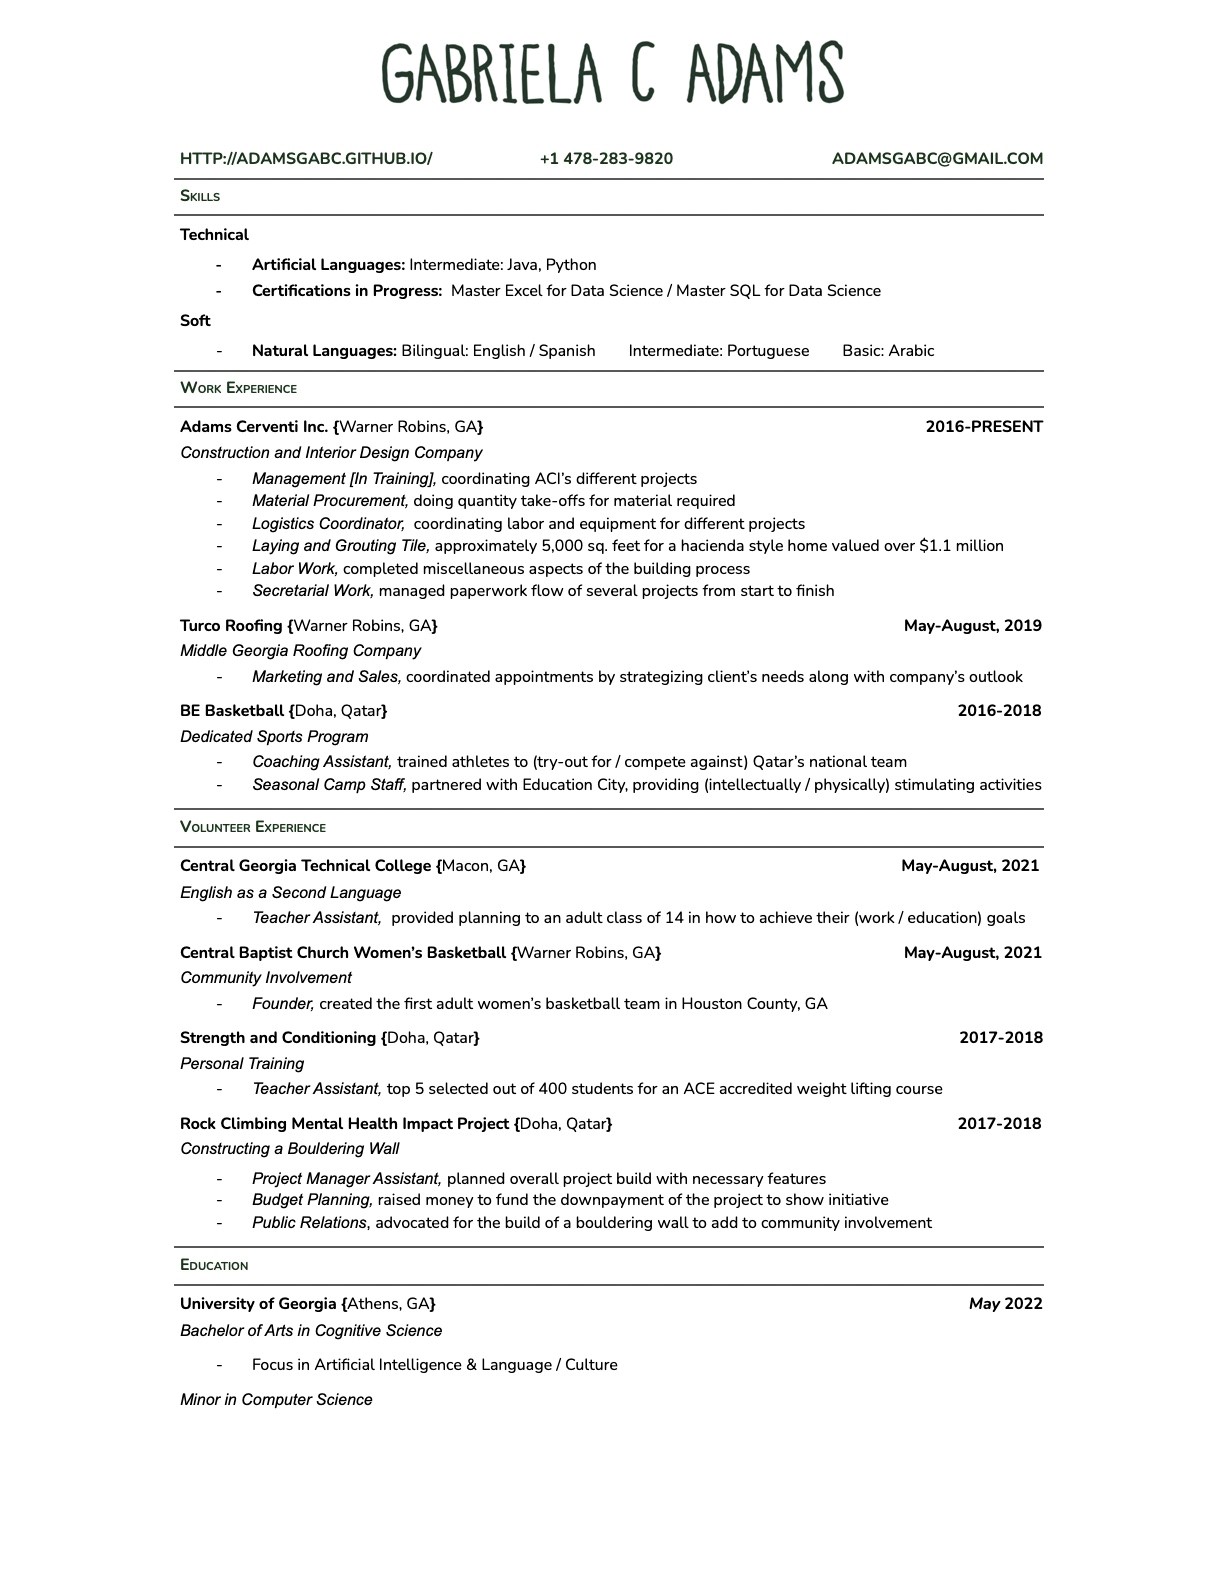 GABRIELA C ADAMS
HTTP://ADAMSGABC.GITHUB.IO/ +1 478-283-9820 ADAMSGABC@GMAIL.COM
Skills
Technical
- Artificial Languages: Intermediate: Java, Python
- Certifications in Progress: Master Excel for Data Science / Master SQL for Data Science
Soft
- Natural Languages: Bilingual: English / Spanish Intermediate: Portuguese Basic: Arabic
Work Experience
Adams Cerventi Inc. {Warner Robins, GA} 2016-PRESENT
Construction and Interior Design Company
- Management [In Training], coordinating ACI's different projects
- Material Procurement, doing quantity take-offs for material required
- Logistics Coordinator, coordinating labor and equipment for different projects
- Laying and Grouting Tile, approximately 5,000 sq. feet for a hacienda style home valued over $1.1 million
- Labor Work, completed miscellaneous aspects of the building process
- Secretarial Work, managed paperwork flow of several projects from start to finish
Turco Roofing {Warner Robins, GA} May-August, 2019
Middle Georgia Roofing Company
- Marketing and Sales, coordinated appointments by strategizing client's needs along with company's outlook
BE Basketball {Doha, Qatar} 2016-2018
Dedicated Sports Program
- Coaching Assistant, trained athletes to (try-out for / compete against) Qatar's national team
- Seasonal Camp Staff, partnered with Education City, providing (intellectually / physically) stimulating activities
Volunteer Experience
Central Georgia Technical College {Macon, GA} May-August, 2021
English as a Second Language
- Teacher Assistant, provided planning to an adult class of 14 in how to achieve their (work / education) goals
Central Baptist Church Women's Basketball {Warner Robins, GA} May-August, 2021
Community Involvement
- Founder, created the first adult women's basketball team in Houston County, GA
Strength and Conditioning {Doha, Qatar} 2017-2018
Personal Training
- Teacher Assistant, top 5 selected out of 400 students for an ACE accredited weight lifting course
Rock Climbing Mental Health Impact Project {Doha, Qatar} 2017-2018
Constructing a Bouldering Wall
- Project Manager Assistant, planned overall project build with necessary features
- Budget Planning, raised money to fund the downpayment of the project to show initiative
- Public Relations, advocated for the build of a bouldering wall to add to community involvement
Education
University of Georgia {Athens, GA} May 2022
Bachelor of Arts in Cognitive Science
- Focus in Artificial Intelligence & Language / Culture
Minor in Computer Science